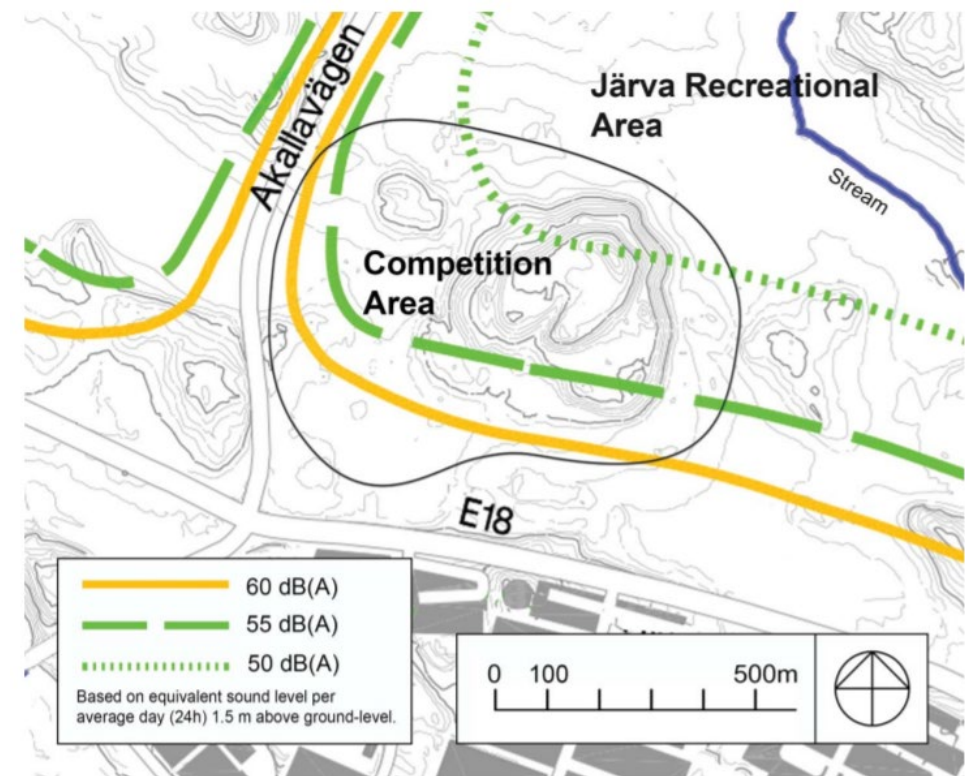 Akallavägen
Järva Recreational
Area
Stream
Competition
Area
E18
60 dB(A)
55 dB(A)
50 dB(A)
Based on equivalent sound level per
average day (24h) 1.5 m above ground-level.
0 100 500m